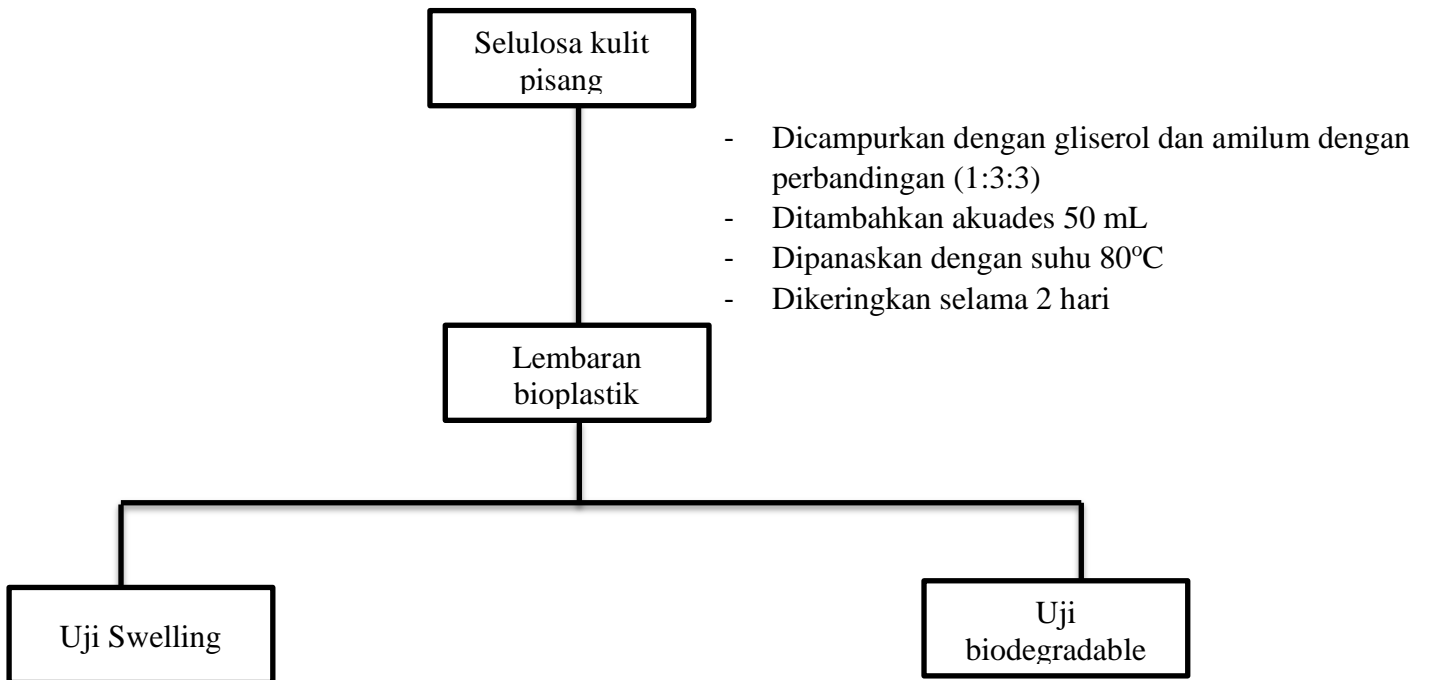 Selulosa kulit
pisang
- Dicampurkan dengan gliserol dan amilum dengan
perbandingan (1:3:3)
- Ditambahkan akuades 50 mL
- Dipanaskan dengan suhu 80°C
- Dikeringkan selama 2 hari
Lembaran
bioplastik
Uji Swelling
Uji
biodegradable